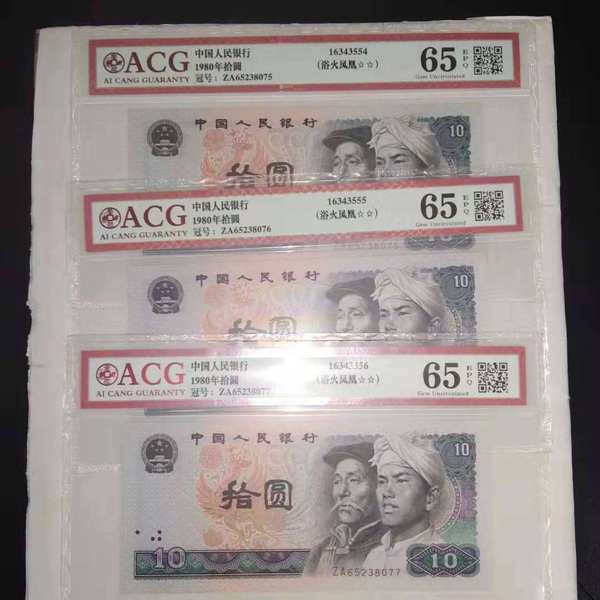 ACG
AI CANG GUARANTY
中国人民银行
1980年拾圆
冠号：ZA65238075
16343554
(浴火凤凰☆☆)
65 EPQ
Gem Uncirculated
中国人民银行
10
拾圆
ACG
AI CANG GUARANTY
中国人民银行
1980年拾圆
冠号：ZA65238076
16343555
(浴火凤凰☆☆)
65 EPQ
Gem Uncirculated
中国人民银行
10
拾圆
ACG
AI CANG GUARANTY
中国人民银行
1980年拾圆
冠号：ZA65238077
16343556
(浴火凤凰☆☆)
65 EPQ
Gem Uncirculated
中国人民银行
10
拾圆
10
ZA65238077
10